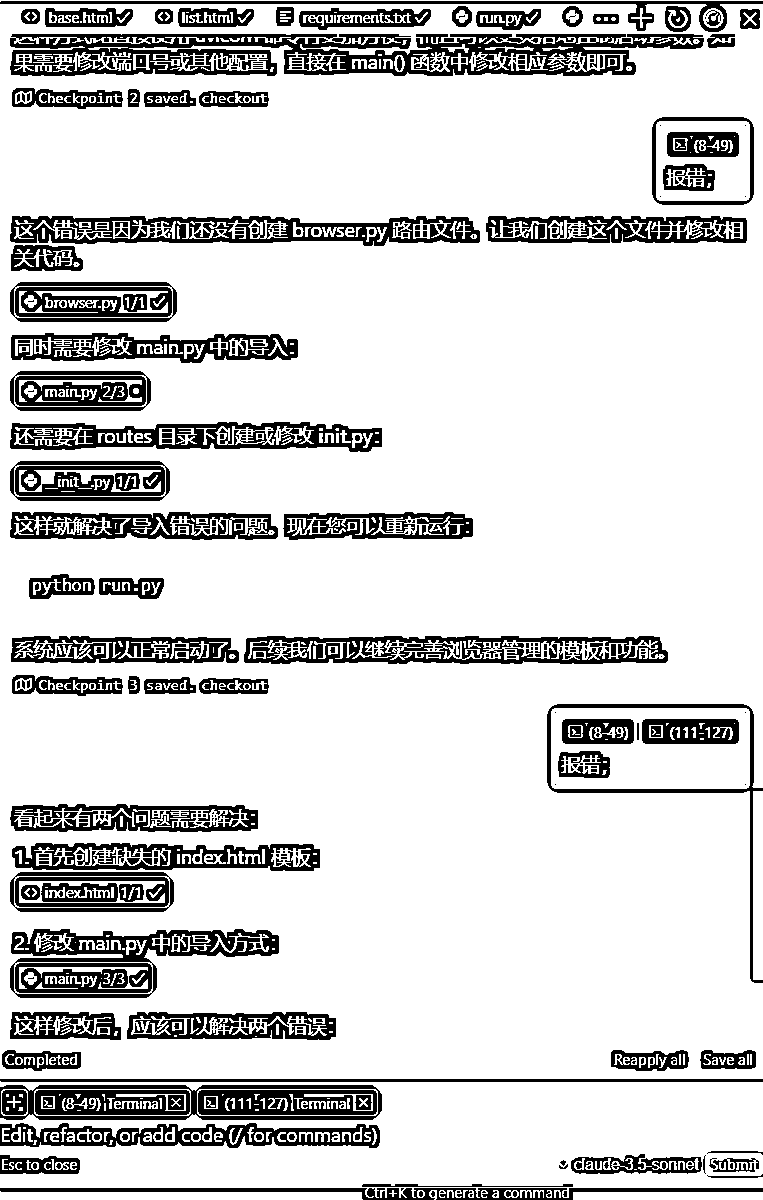 base.html list.html requirements.txt run.py
果需要修改端口号或其他配置，直接在 main() 函数中修改相应参数即可。
Checkpoint 2 saved. checkout
(8-49)
报错；
这个错误是因为我们还没有创建 browser.py 路由文件。让我们创建这个文件并修改相
关代码。
browser.py 1/1
同时需要修改 main.py 中的导入：
main.py 2/3
还需要在 routes 目录下创建或修改 init.py：
__init__.py 1/1
这样就解决了导入错误的问题。现在您可以重新运行：
python run.py
系统应该可以正常启动了。后续我们可以继续完善浏览器管理的模板和功能。
Checkpoint 3 saved. checkout
(8-49) (111-127)
报错；
看起来有两个问题需要解决：
1. 首先创建缺失的 index.html 模板：
index.html 1/1
2. 修改 main.py 中的导入方式：
main.py 3/3
这样修改后，应该可以解决两个错误：
Completed Reapply all Save all
(8-49) Terminal (111-127) Terminal
Edit, refactor, or add code (/ for commands)
Esc to close claude-3.5-sonnet Submit
Ctrl+K to generate a command